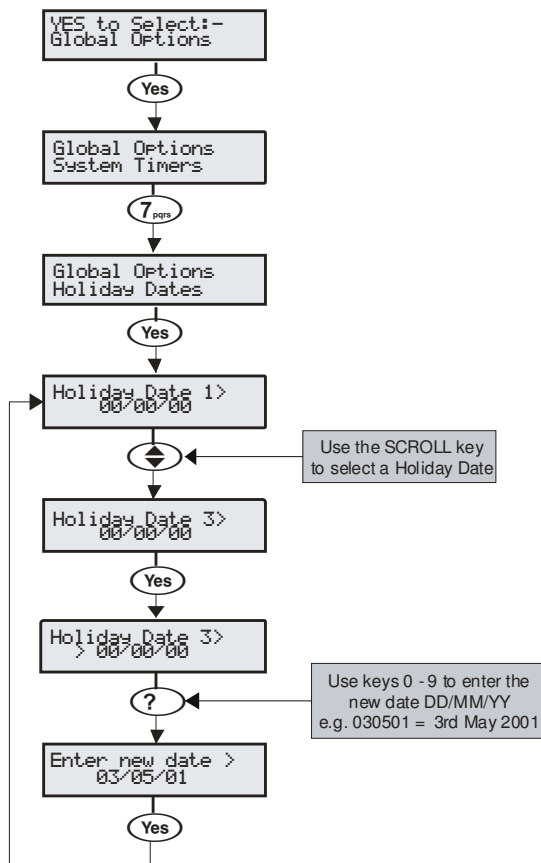 YES to Select:-
Global Options
Yes
Global Options
System Timers
7pqrs
Global Options
Holiday Dates
Yes
Holiday Date 1>
00/00/00
Use the SCROLL key
to select a Holiday Date
Holiday Date 3>
00/00/00
Yes
Holiday Date 3>
> 00/00/00
?
Use keys 0 - 9 to enter the
new date DD/MM/YY
e.g. 030501 = 3rd May 2001
Enter new date >
03/05/01
Yes